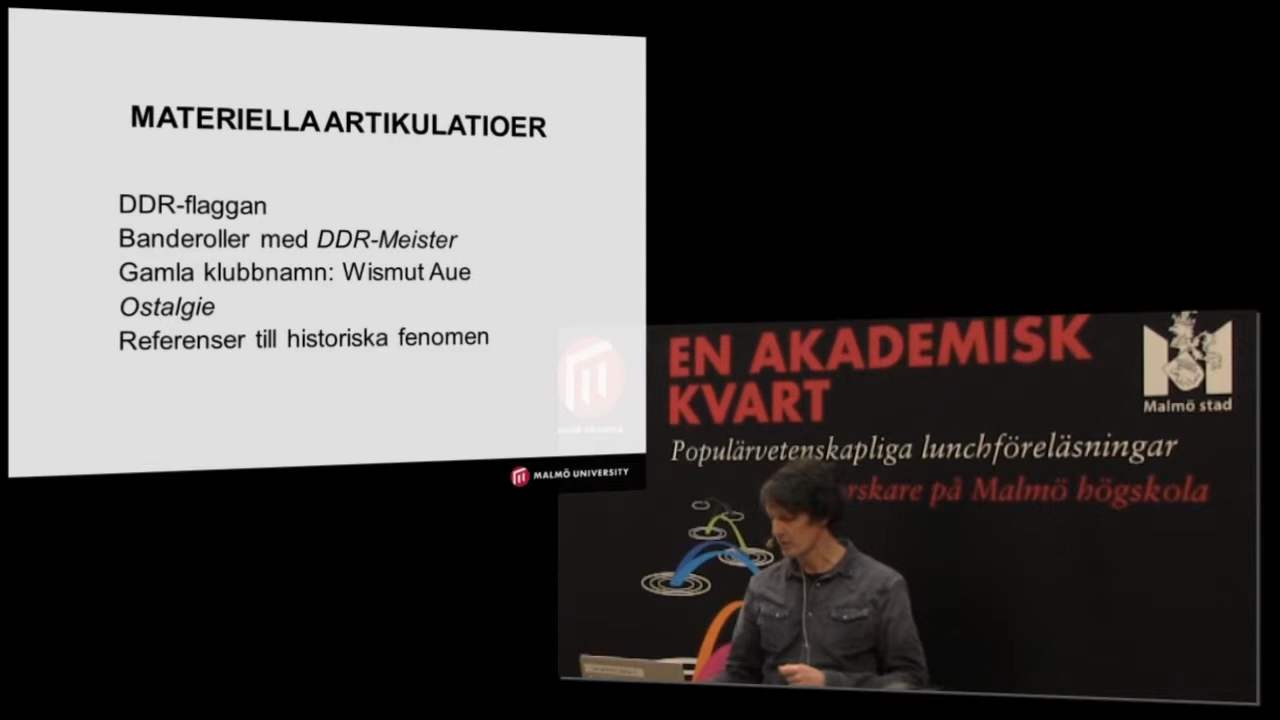 MATERIELLA ARTIKULATIOER
DDR-flaggan
Banderoller med DDR-Meister
Gamla klubbnamn: Wismut Aue
Ostalgie
Referenser till historiska fenomen
MALMÖ UNIVERSITY
EN AKADEMISK
KVART
Populärvetenskapliga lunchföreläsningar
rskare på Malmö högskola
Malmö stad